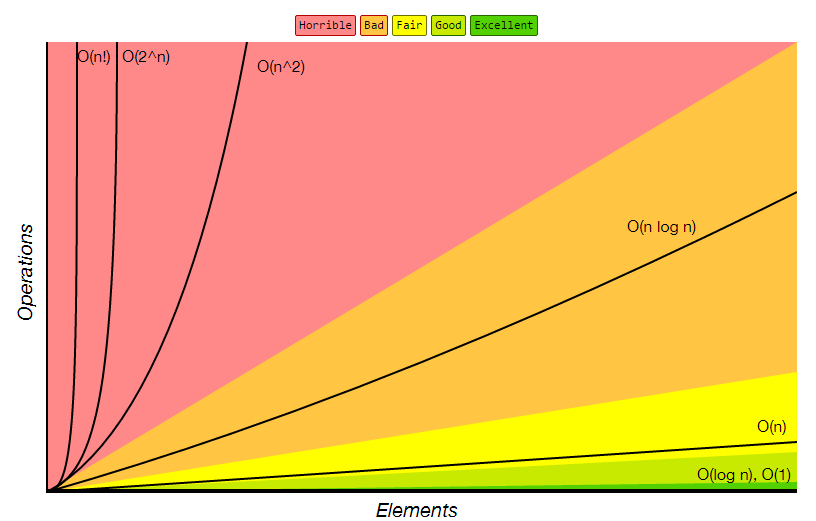 Horrible Bad Fair Good Excellent
O(n!) O(2^n)
O(n^2)
O(n log n)
O(n)
O(log n), O(1)
Operations
Elements